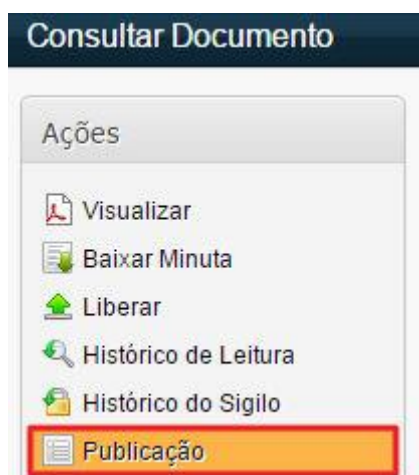 Consultar Documento
Ações
Visualizar
Baixar Minuta
Liberar
Histórico de Leitura
Histórico do Sigilo
Publicação